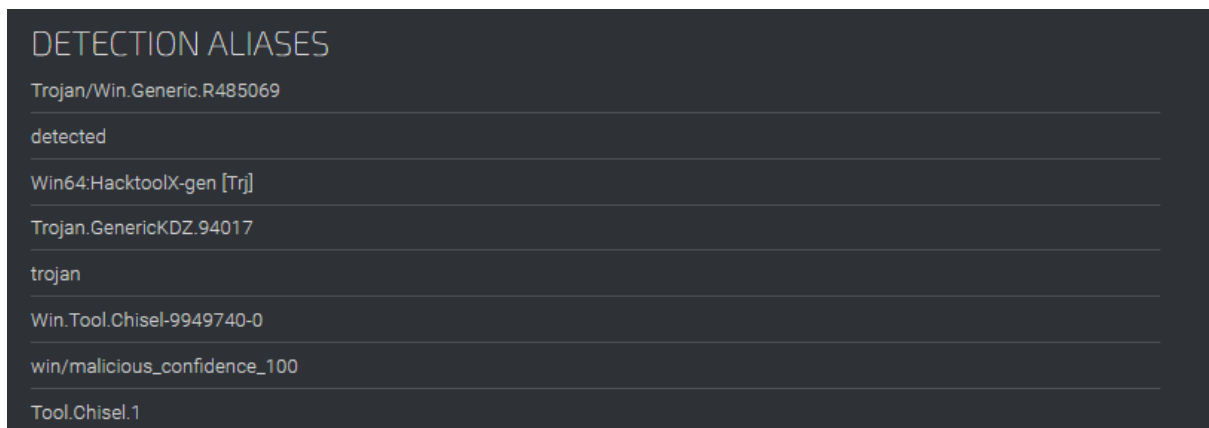 DETECTION ALIASES
Trojan/Win.Generic.R485069
detected
Win64:HacktoolX-gen [Trj]
Trojan.GenericKDZ.94017
trojan
Win.Tool.Chisel-9949740-0
win/malicious_confidence_100
Tool.Chisel.1